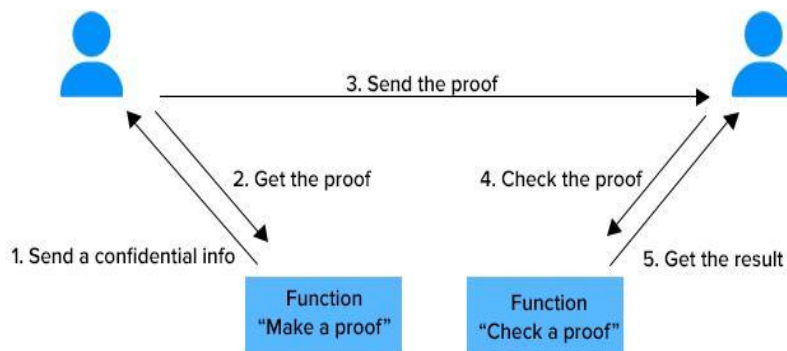 3. Send the proof
2. Get the proof
4. Check the proof
1. Send a confidential info
5. Get the result
Function
“Make a proof”
Function
“Check a proof”